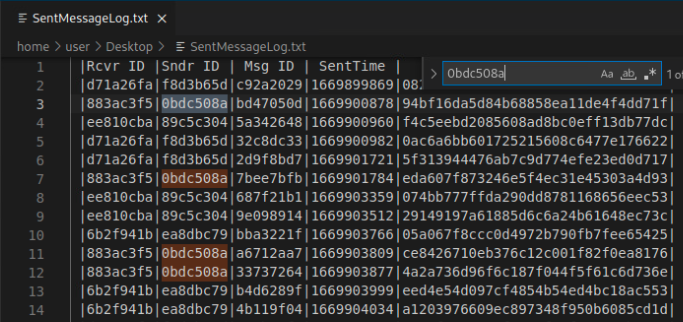 SentMessageLog.txt
home > user > Desktop > SentMessageLog.txt
0bdc508a Aa ab .* 1 of
1 |Rcvr ID |Sndr ID | Msg ID | SentTime |
2 |d71a26fa|f8d3b65d|c92a2029|1669899869|082
3 |883ac3f5|0bdc508a|bd47050d|1669900878|94bf16da5d84b68858ea11de4f4dd71f|
4 |ee810cba|89c5c304|5a342648|1669900960|f4c5eebd2085608ad8bc0eff13db77dc|
5 |d71a26fa|f8d3b65d|32c8dc33|1669900982|0ac6a6bb601725215608c6477e176622|
6 |d71a26fa|f8d3b65d|2d9f8bd7|1669901721|5f313944476ab7c9d774efe23ed0d717|
7 |883ac3f5|0bdc508a|7bee7bfb|1669901784|eda607f873246e5f4ec31e45303a4d93|
8 |ee810cba|89c5c304|687f21b1|1669903359|074bb777ffda290dd8781168656eec53|
9 |ee810cba|89c5c304|9e098914|1669903512|29149197a61885d6c6a24b61648ec73c|
10 |6b2f941b|ea8dbc79|bba3221f|1669903766|05a067f8ccc0d4972b790fb7fee65425|
11 |883ac3f5|0bdc508a|a6712aa7|1669903809|ce8426710eb376c12c001f82f0ea8176|
12 |883ac3f5|0bdc508a|33737264|1669903877|4a2a736d96f6c187f044f5f61c6d736e|
13 |6b2f941b|ea8dbc79|b4d6289f|1669903999|eed4e54d097cf4854b54ed4bc18ac553|
14 |6b2f941b|ea8dbc79|4b119f04|1669904034|a1203976609ec897348f950b6085cd1d|